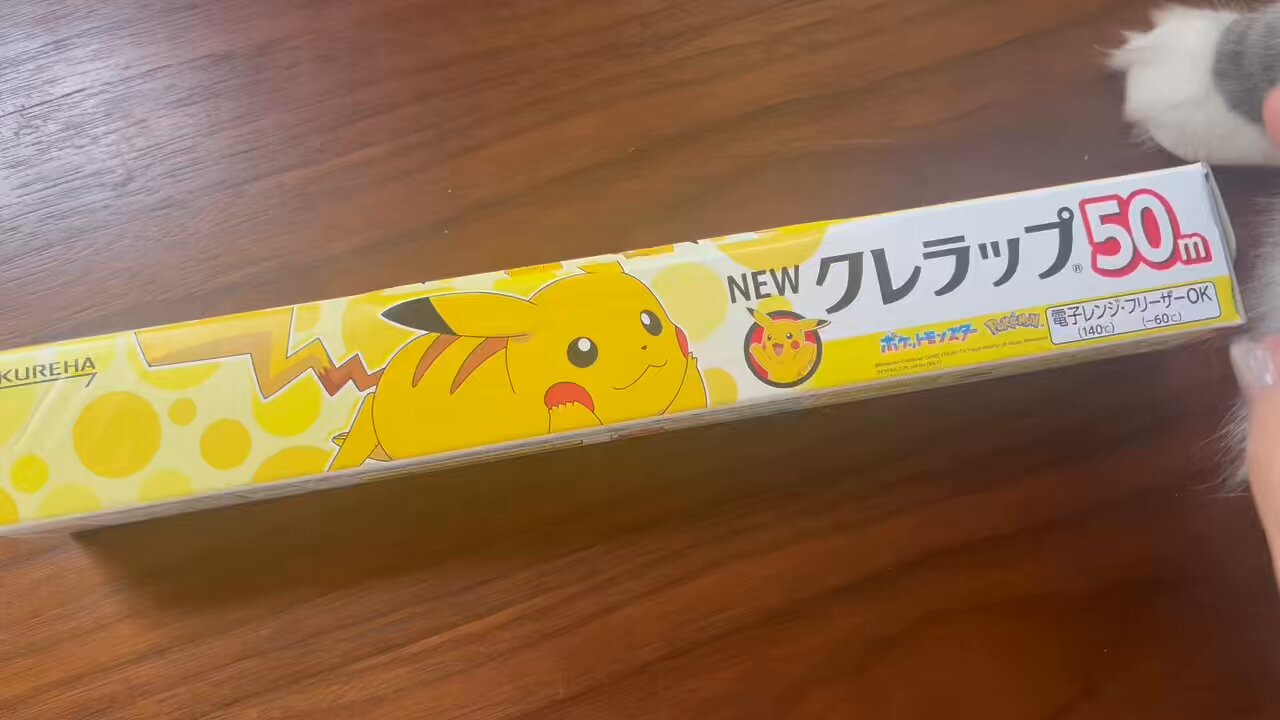 KUREHA
NEW クレラップ® 50m
ポケットモンスター Pokémon
電子レンジ・フリーザーOK
(140℃) (−60℃)